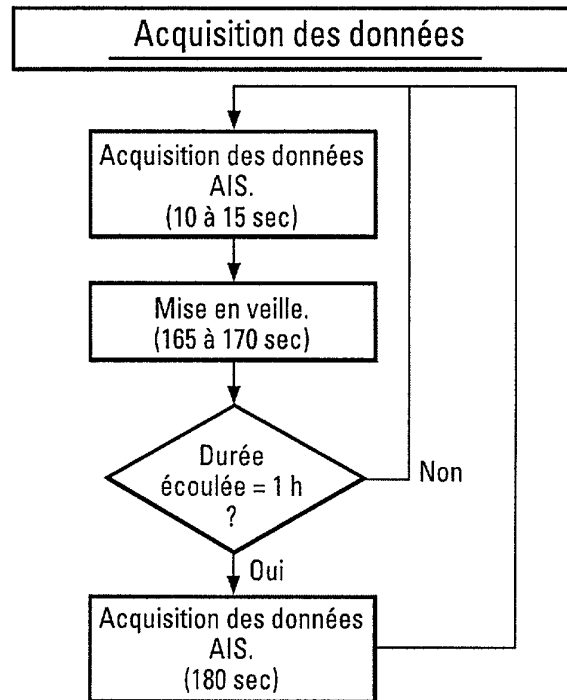 Acquisition des données
Acquisition des données
AIS.
(10 à 15 sec)
Mise en veille.
(165 à 170 sec)
Durée
écoulée = 1 h
?
Non
Oui
Acquisition des données
AIS.
(180 sec)